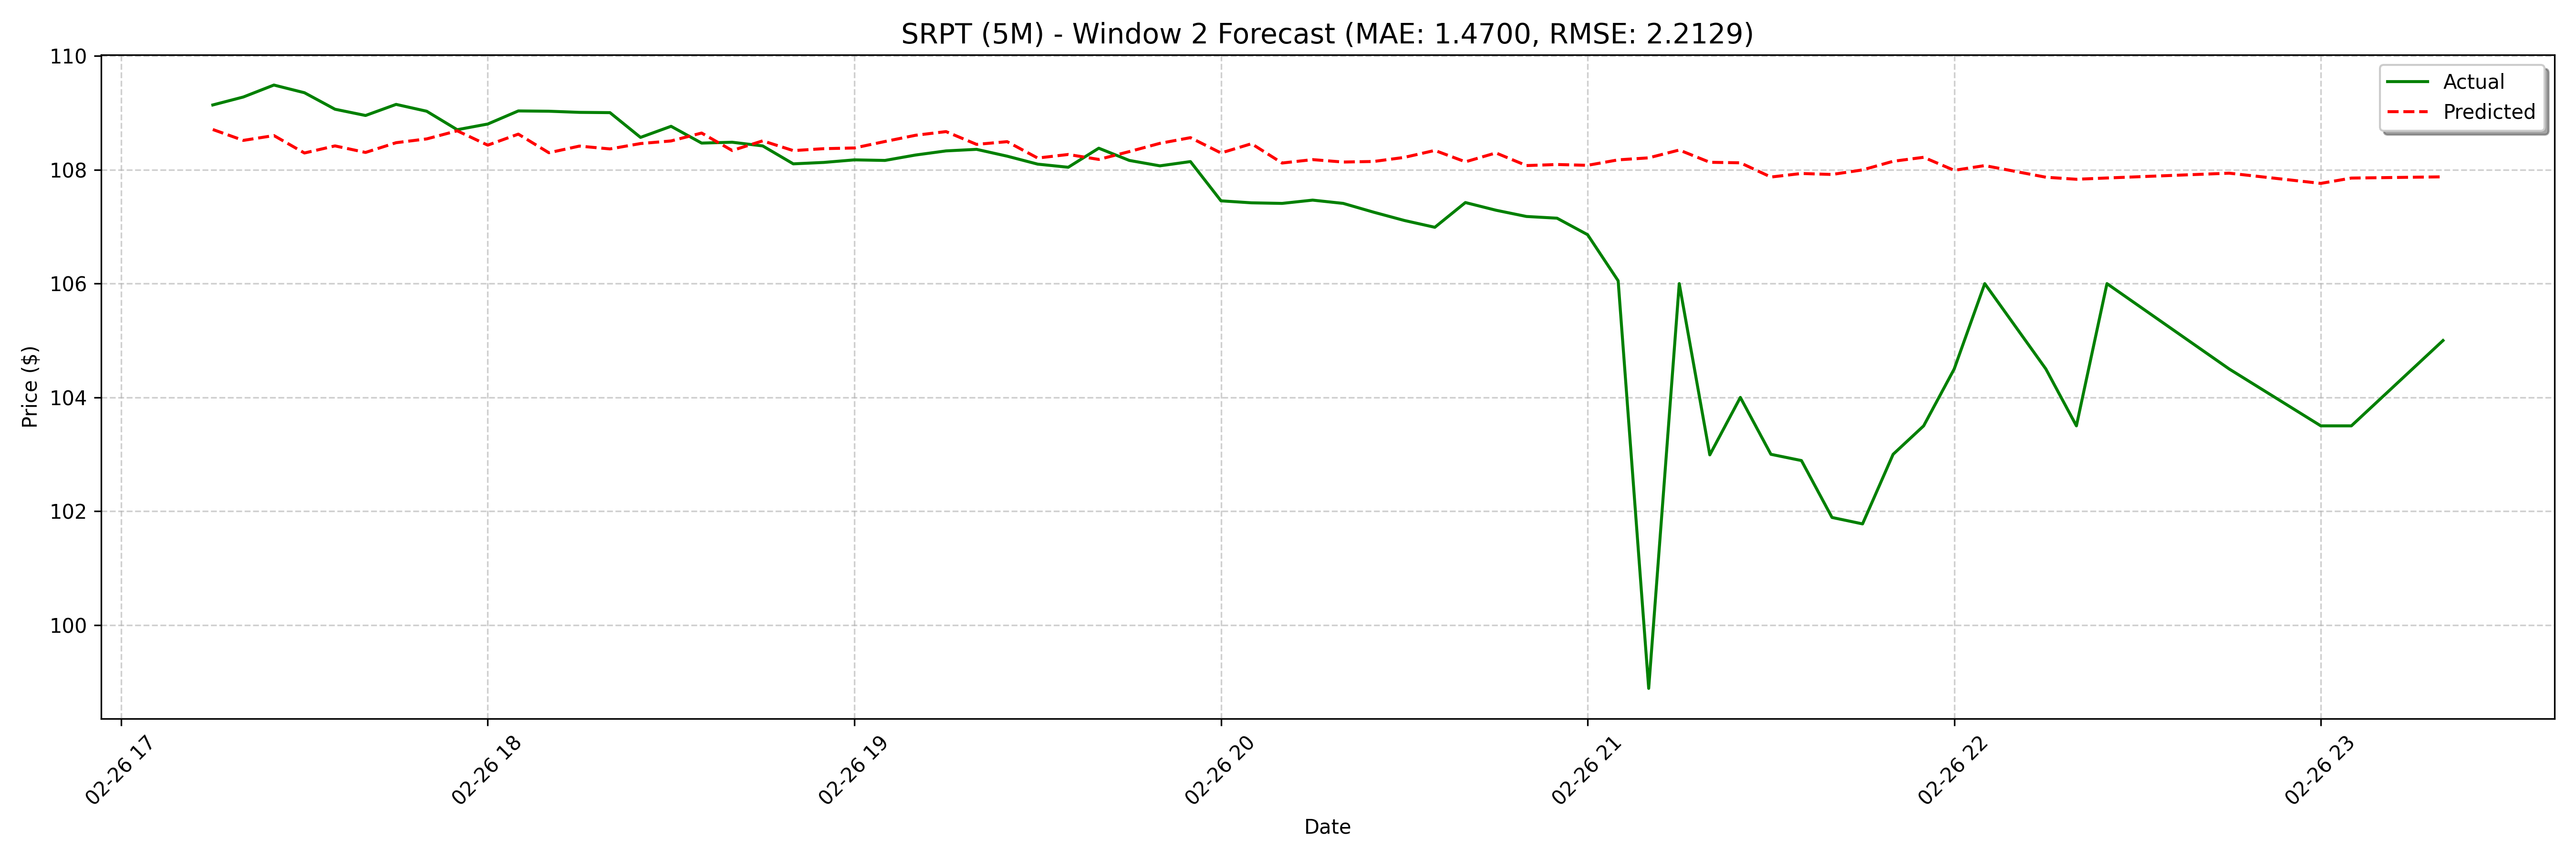 SRPT (5M) - Window 2 Forecast (MAE: 1.4700, RMSE: 2.2129)
Actual
Predicted
Price ($)
110
108
106
104
102
100
02-26 17
02-26 18
02-26 19
02-26 20
02-26 21
02-26 22
02-26 23
Date